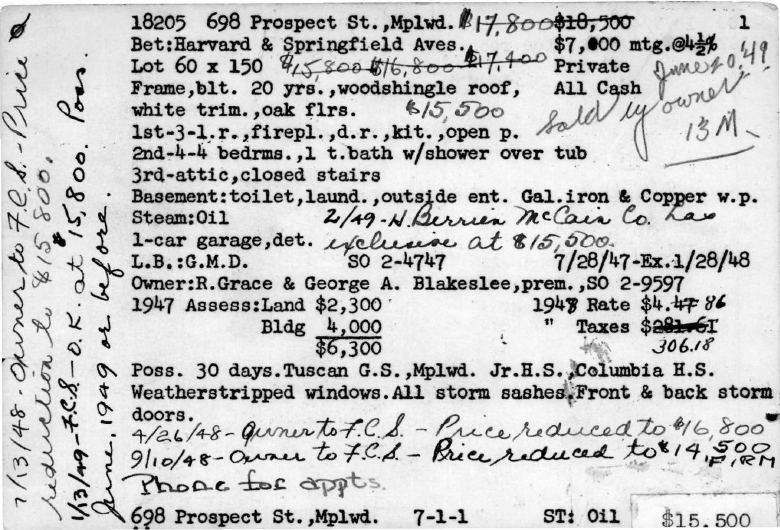 18205 698 Prospect St.,Mplwd. $17,800 $18,500 1
Bet:Harvard & Springfield Aves. $7,000 mtg.@4½%
Lot 60 x 150 $15,800 $16,800 $17,400 Private
Frame,blt. 20 yrs.,woodshingle roof, All Cash
white trim.,oak flrs. $15,500
June 20, '49
Sold by owner
13 M.
1st-3-l.r.,firepl.,d.r.,kit.,open p.
2nd-4-4 bedrms.,1 t.bath w/shower over tub
3rd-attic,closed stairs
Basement:toilet,laund.,outside ent. Gal.iron & Copper w.p.
Steam:Oil 2/49-H. Berrien McCain Co. has
1-car garage,det. exclusive at $15,500.
L.B.:G.M.D. SO 2-4747 7/28/47-Ex.1/28/48
Owner:R.Grace & George A. Blakeslee,prem.,SO 2-9597
1947 Assess:Land $2,300 1948 Rate $4.47 86
Bldg 4,000 " Taxes $281.61
$6,300 306.18
Poss. 30 days.Tuscan G.S.,Mplwd. Jr.H.S.,Columbia H.S.
Weatherstripped windows.All storm sashes.Front & back storm
doors.
4/26/48-Owner to F.C.S. - Price reduced to $16,800
9/10/48-Owner to F.C.S. - Price reduced to $14,500
FIRM
Phone for appts.
698 Prospect St.,Mplwd. 7-1-1 ST: Oil $15,500
7/13/48-Owner to F.C.S.-Price
reduction to $15,800.
1/13/49-F.C.S-O.K. at 15,800. Poss.
June, 1949 or before.